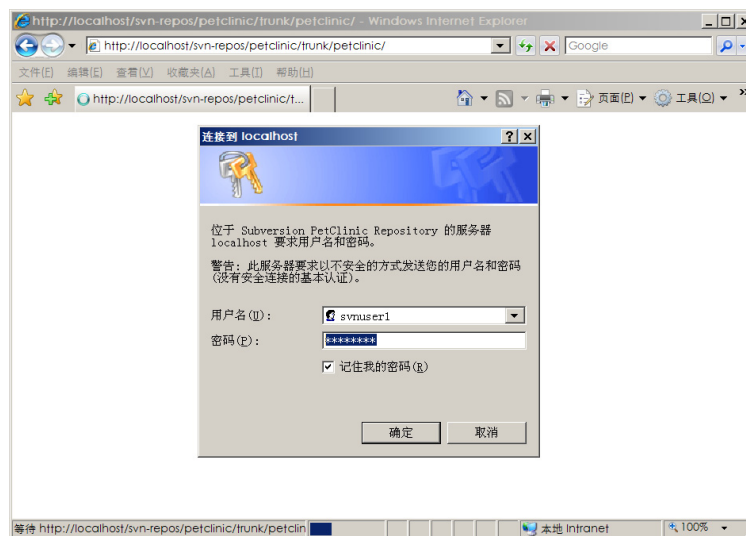 http://localhost/svn-repos/petclinic/trunk/petclinic/ - Windows Internet Explorer
http://localhost/svn-repos/petclinic/trunk/petclinic/
Google
文件(F) 编辑(E) 查看(V) 收藏夹(A) 工具(T) 帮助(H)
http://localhost/svn-repos/petclinic/t...
页面(P) 工具(O) »
连接到 localhost
位于 Subversion PetClinic Repository 的服务器
localhost 要求用户名和密码。
警告: 此服务器要求以不安全的方式发送您的用户名和密码
(没有安全连接的基本认证)。
用户名(U): svnuser1
密码(P): ********
记住我的密码(R)
确定 取消
等待 http://localhost/svn-repos/petclinic/trunk/petclin 本地 Intranet 100%